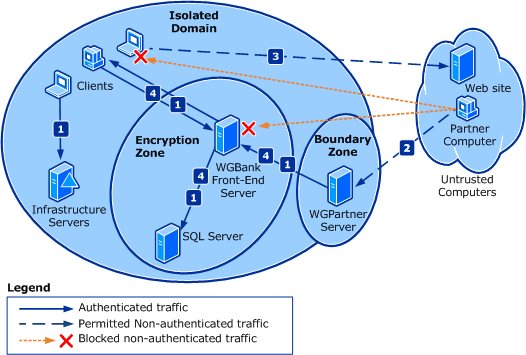 Isolated
Domain
3
Clients
4
1
Web site
Partner
Computer
Untrusted
Computers
1
Encryption
Zone
WGBank
Front-End
Server
Boundary
Zone
4
1
2
4
1
Infrastructure
Servers
WGPartner
Server
SQL Server
Legend
Authenticated traffic
Permitted Non-authenticated traffic
Blocked non-authenticated traffic